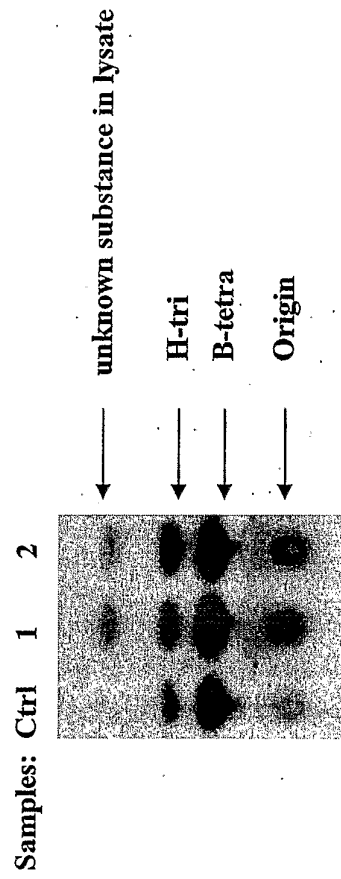 Samples: Ctrl 1 2
unknown substance in lysate
H-tri
B-tetra
Origin